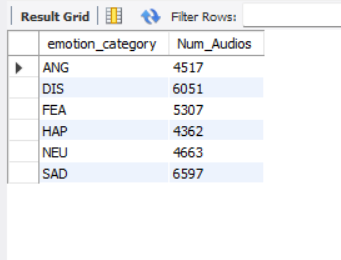 Result Grid Filter Rows:
emotion_category Num_Audios
ANG 4517
DIS 6051
FEA 5307
HAP 4362
NEU 4663
SAD 6597